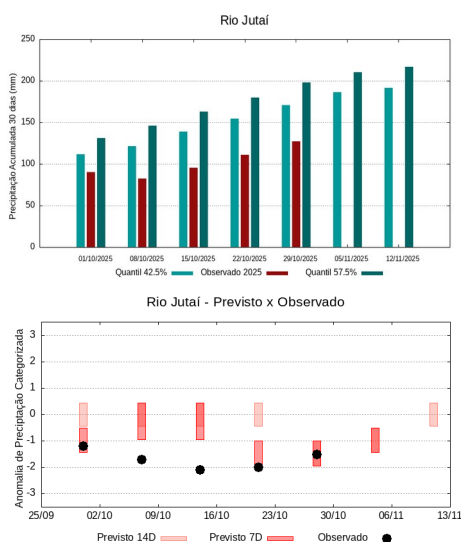 Rio Jutaí
Precipitação Acumulada 30 dias (mm)
250
200
150
100
50
0
01/10/2025 08/10/2025 15/10/2025 22/10/2025 29/10/2025 05/11/2025 12/11/2025
Quantil 42.5% Observado 2025 Quantil 57.5%
Rio Jutaí - Previsto x Observado
Anomalia de Precipitação Categorizada
3
2
1
0
-1
-2
-3
25/09 02/10 09/10 16/10 23/10 30/10 06/11 13/11
Previsto 14D Previsto 7D Observado